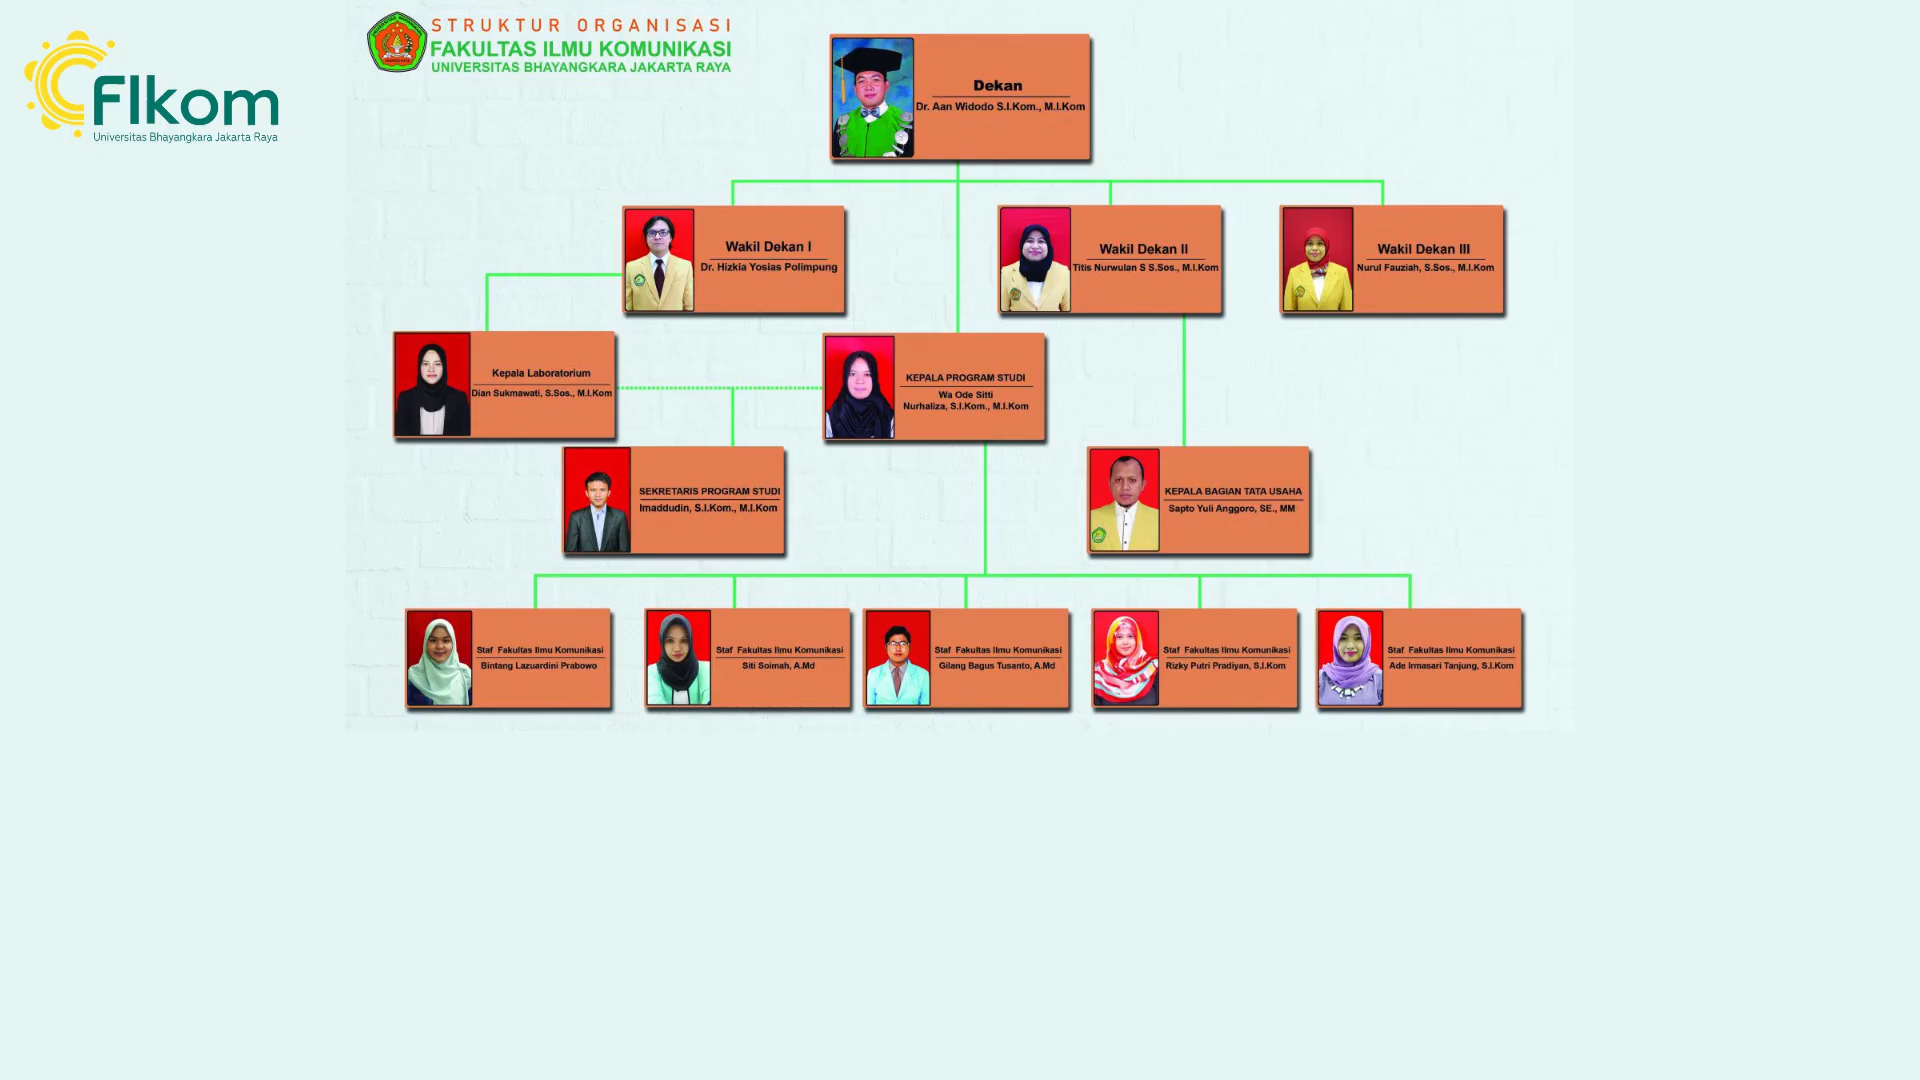 STRUKTUR ORGANISASI
FAKULTAS ILMU KOMUNIKASI
UNIVERSITAS BHAYANGKARA JAKARTA RAYA
FIkom
Universitas Bhayangkara Jakarta Raya
Dekan
Dr. Aan Widodo S.I.Kom., M.I.Kom
Wakil Dekan I
Dr. Hizkia Yosias Polimpung
Wakil Dekan II
Titis Nurwulan S S.Sos., M.I.Kom
Wakil Dekan III
Nurul Fauziah, S.Sos., M.I.Kom
Kepala Laboratorium
Dian Sukmawati, S.Sos., M.I.Kom
KEPALA PROGRAM STUDI
Wa Ode Sitti
Nurhaliza, S.I.Kom., M.I.Kom
SEKRETARIS PROGRAM STUDI
Imaddudin, S.I.Kom., M.I.Kom
KEPALA BAGIAN TATA USAHA
Sapto Yuli Anggoro, SE., MM
Staf Fakultas Ilmu Komunikasi
Bintang Lazuardini Prabowo
Staf Fakultas Ilmu Komunikasi
Siti Soimah, A.Md
Staf Fakultas Ilmu Komunikasi
Gilang Bagus Tusanto, A.Md
Staf Fakultas Ilmu Komunikasi
Rizky Putri Pradiyan, S.I.Kom
Staf Fakultas Ilmu Komunikasi
Ade Irmasari Tanjung, S.I.Kom